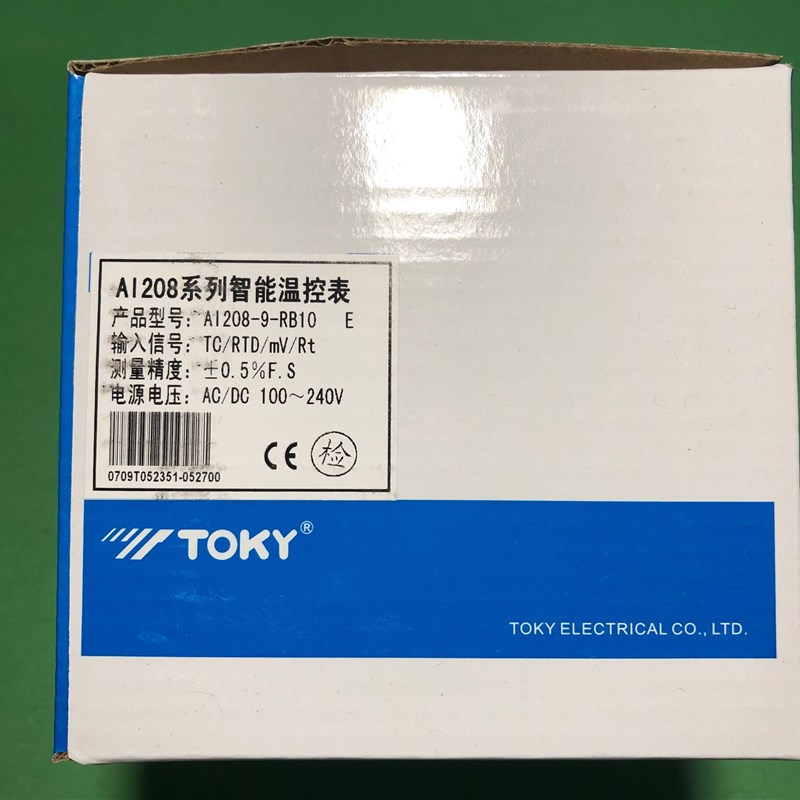 AI208系列智能温控表
产品型号: AI208-9-RB10 E
输入信号: TC/RTD/mV/Rt
测量精度: ±0.5%F.S
电源电压: AC/DC 100～240V
CE 检
0709T052351-052700
TOKY®
TOKY ELECTRICAL CO., LTD.